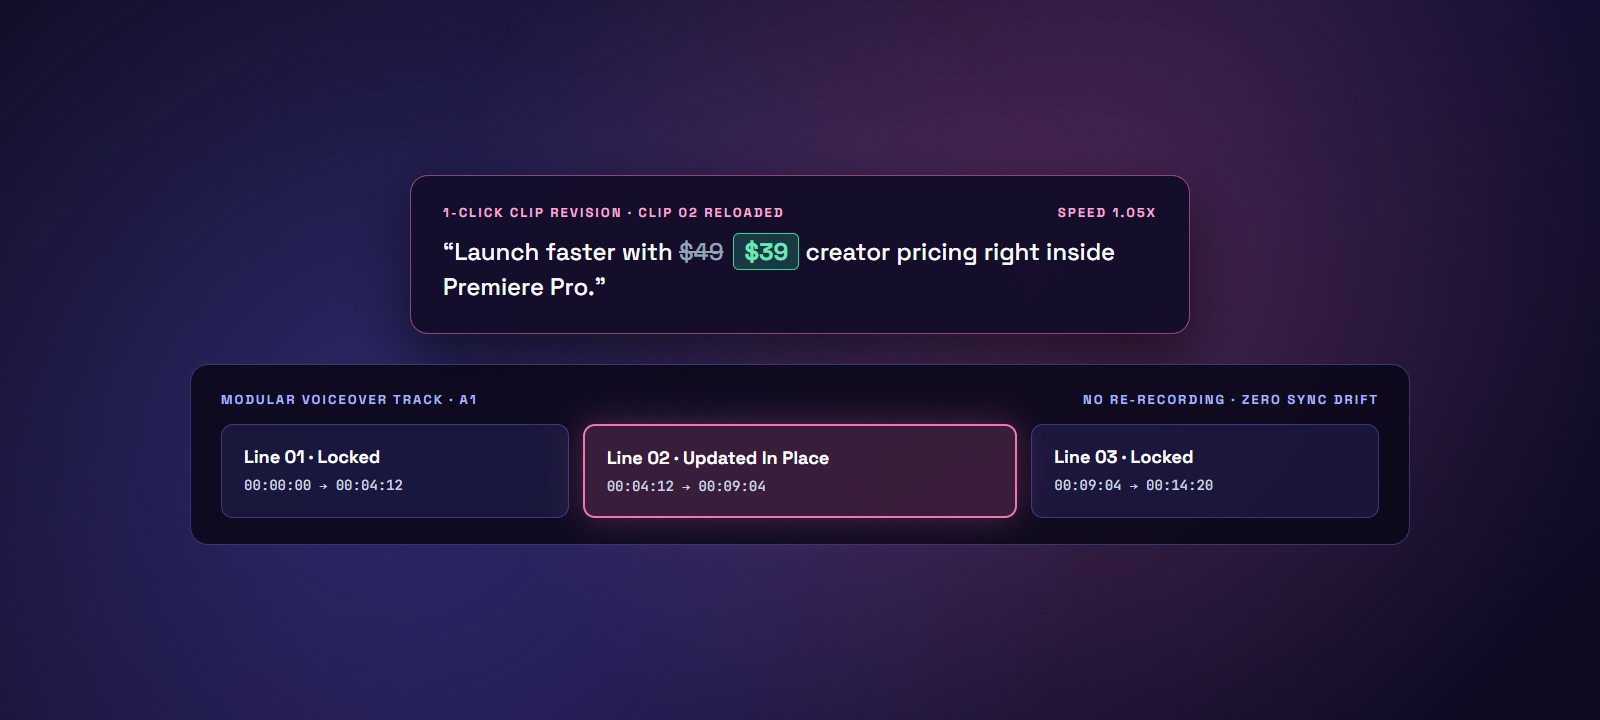 1-CLICK CLIP REVISION · CLIP 02 RELOADED
SPEED 1.05X
“Launch faster with $49 $39 creator pricing right inside
Premiere Pro.”
MODULAR VOICEOVER TRACK · A1
NO RE-RECORDING · ZERO SYNC DRIFT
Line 01 · Locked
00:00:00 → 00:04:12
Line 02 · Updated In Place
00:04:12 → 00:09:04
Line 03 · Locked
00:09:04 → 00:14:20